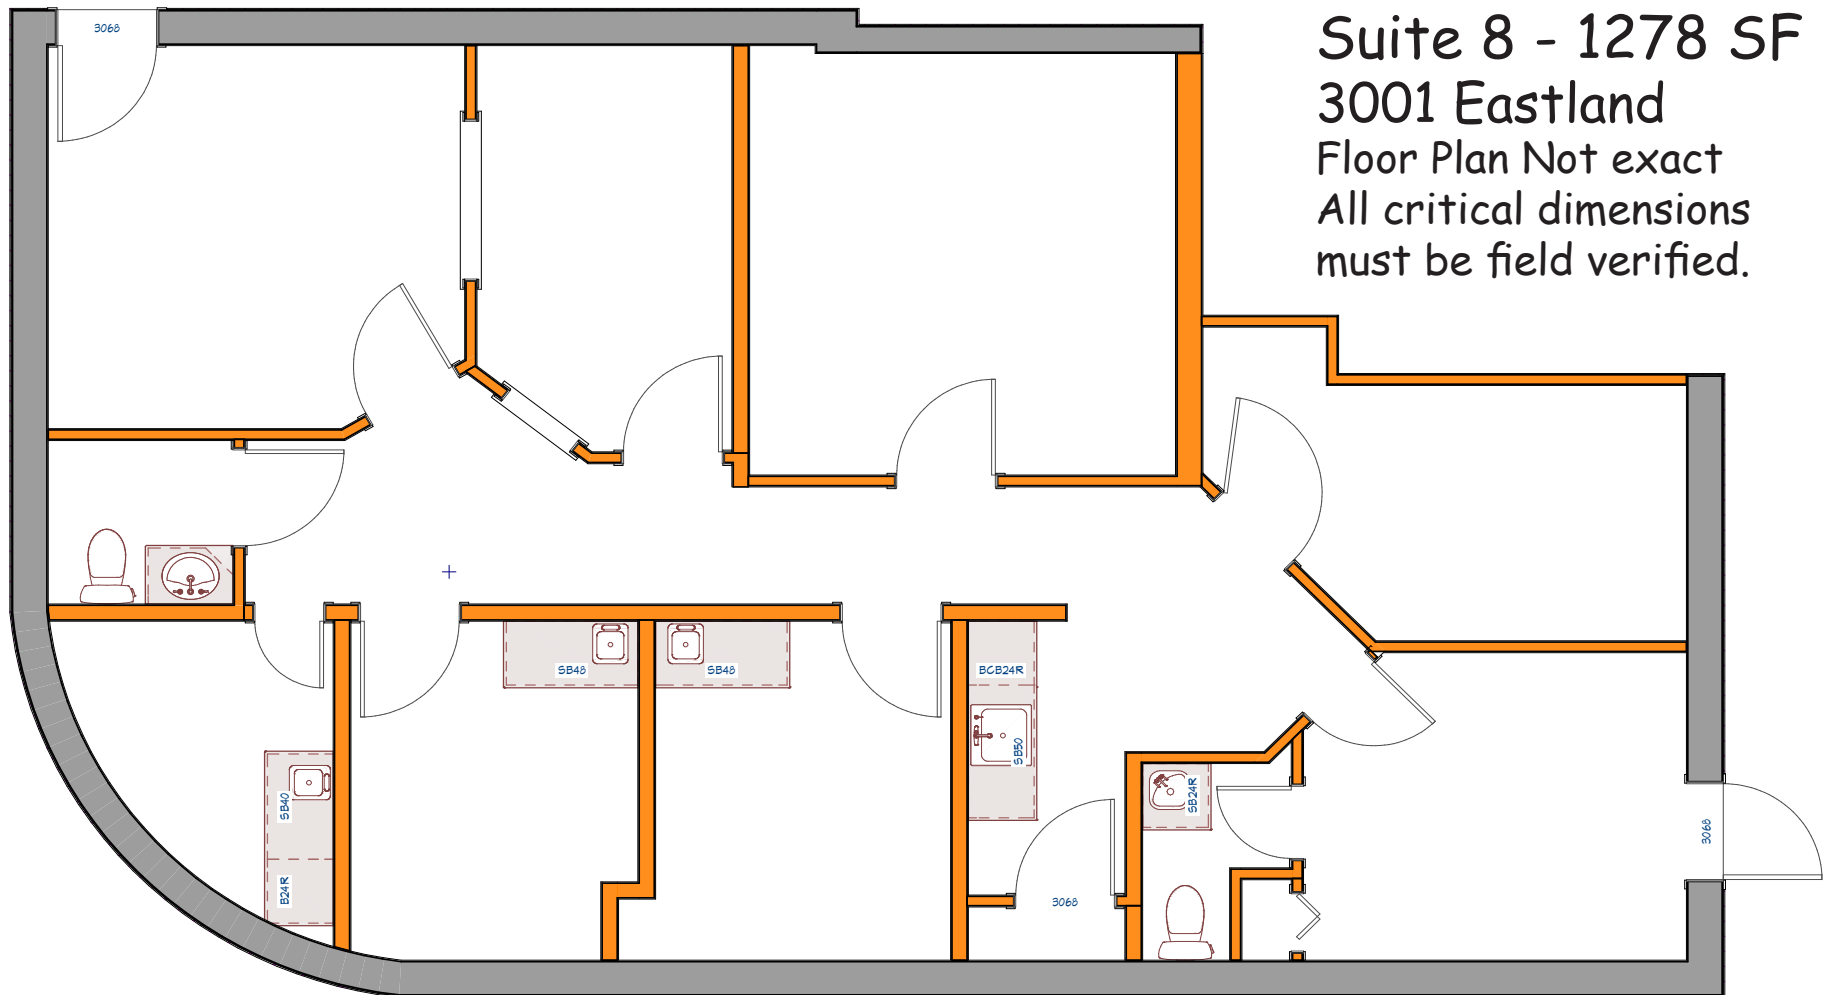 3068
Suite 8 - 1278 SF
3001 Eastland
Floor Plan Not exact
All critical dimensions
must be field verified.
SB48
SB48
BCB24R
SB50
SB40
B24R
SB24R
3068
3068